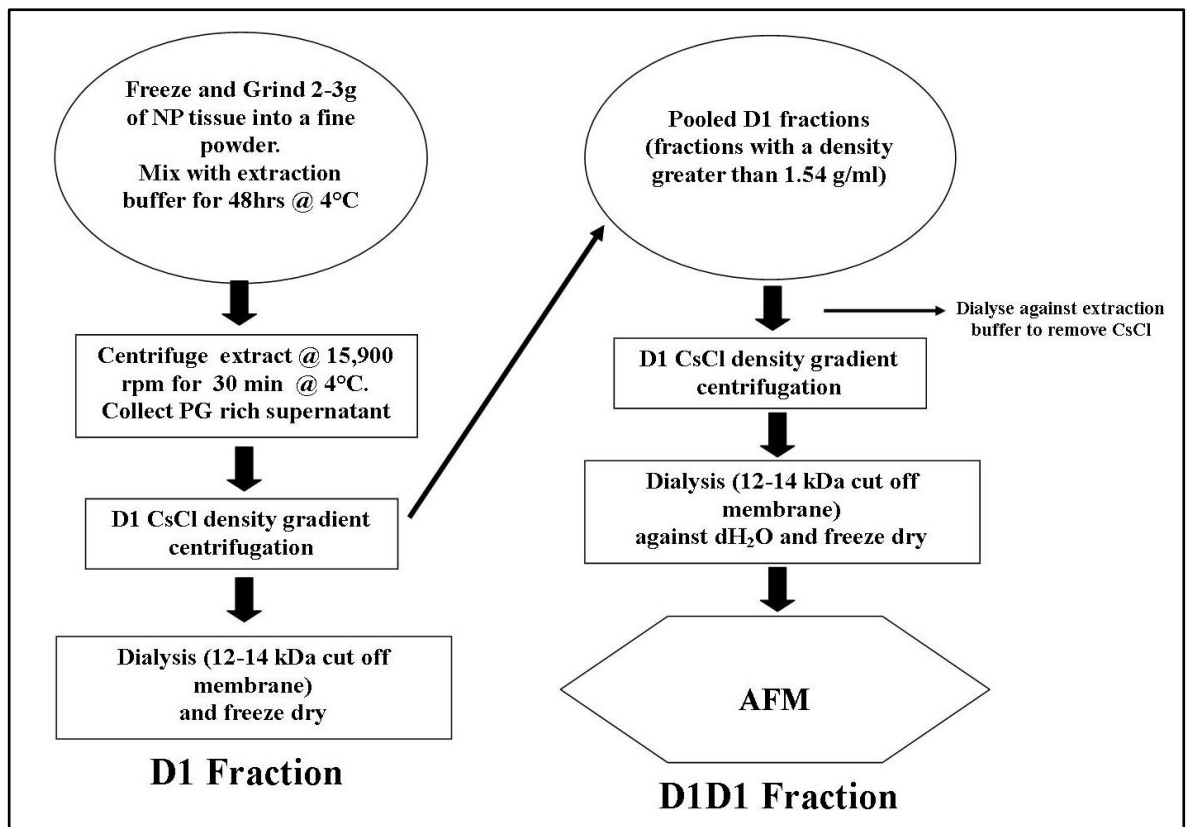 Freeze and Grind 2-3g
of NP tissue into a fine
powder.
Mix with extraction
buffer for 48hrs @ 4°C
Centrifuge extract @ 15,900
rpm for 30 min @ 4°C.
Collect PG rich supernatant
D1 CsCl density gradient
centrifugation
Dialysis (12-14 kDa cut off
membrane)
and freeze dry
D1 Fraction
Pooled D1 fractions
(fractions with a density
greater than 1.54 g/ml)
Dialyse against extraction
buffer to remove CsCl
D1 CsCl density gradient
centrifugation
Dialysis (12-14 kDa cut off
membrane)
against dH₂O and freeze dry
AFM
D1D1 Fraction